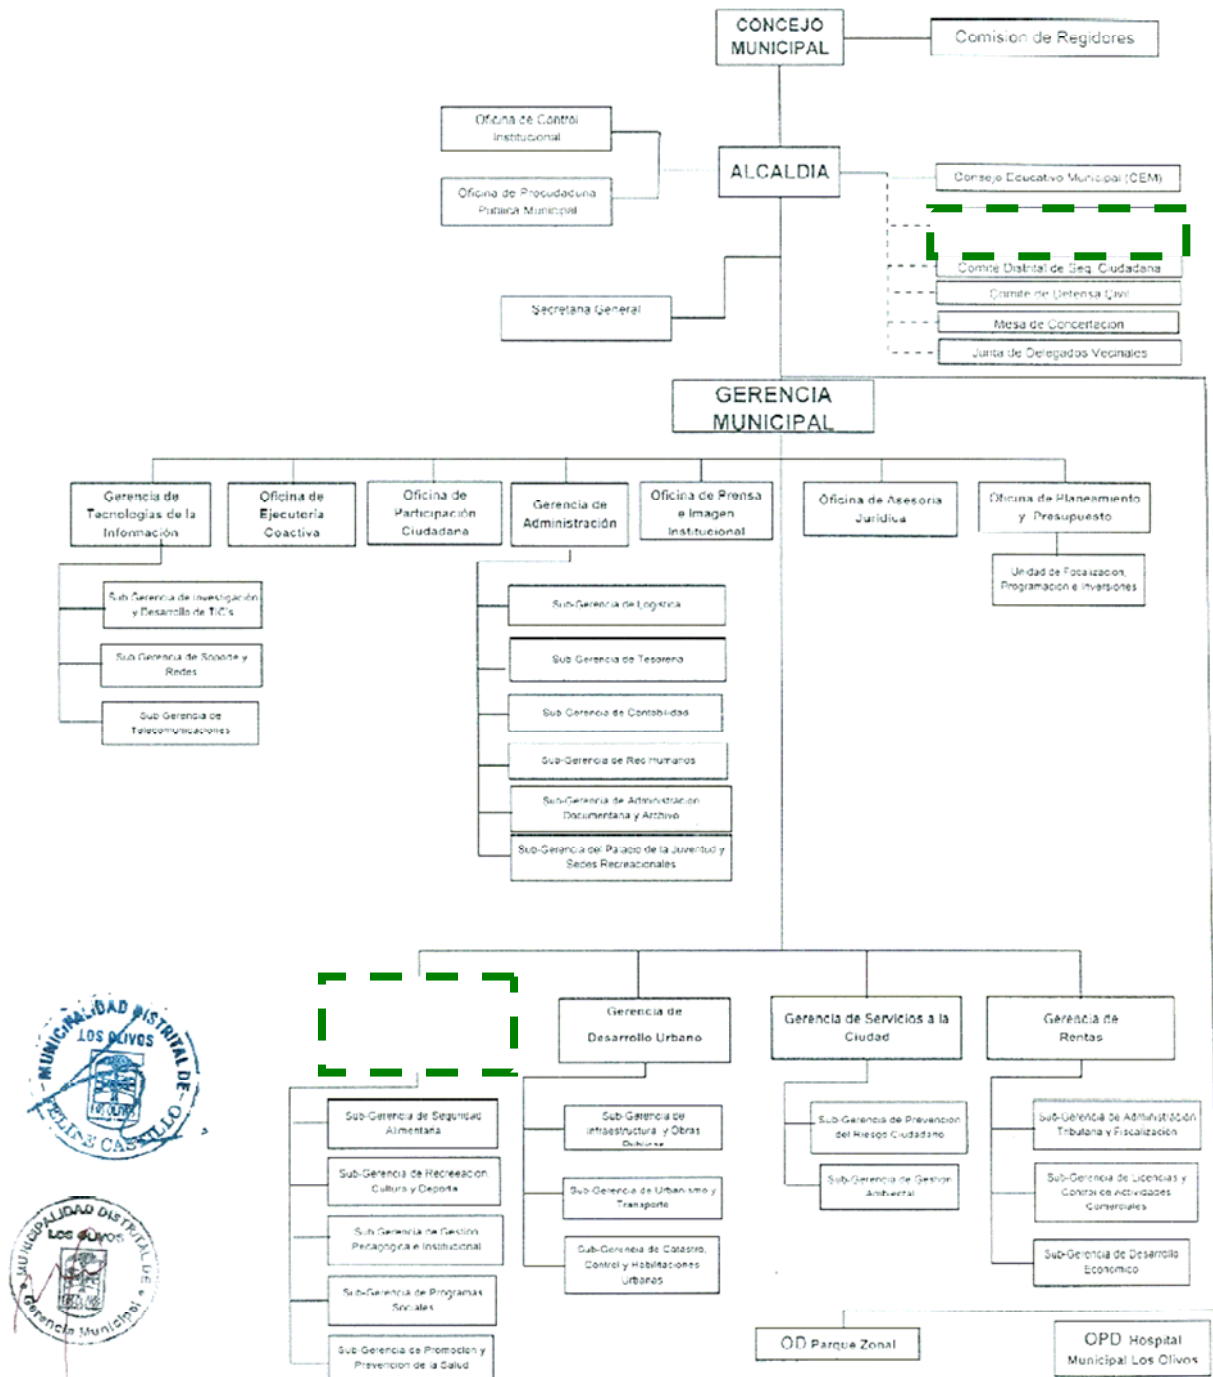 CONCEJO
MUNICIPAL
Comision de Regidores
Oficina de Control
Institucional
ALCALDIA
Oficina de Procuraduria
Publica Municipal
Consejo Educativo Municipal (CEM)
Comité Distrital de Seg. Ciudadana
Comite de Defensa Civil
Mesa de Concertacion
Junta de Delegados Vecinales
Secretaria General
GERENCIA
MUNICIPAL
Gerencia de
Tecnologias de la
Información
Oficina de
Ejecutoria
Coactiva
Oficina de
Participación
Ciudadana
Gerencia de
Administración
Oficina de Prensa
e Imagen
Institucional
Oficina de Asesoria
Juridica
Oficina de Planeamiento
y Presupuesto
Unidad de Focalizacion,
Programacion e Inversiones
Sub Gerencia de Investigación
y Desarrollo de TIC's
Sub Gerencia de Soporte y
Redes
Sub Gerencia de
Telecomunicaciones
Sub-Gerencia de Logistica
Sub Gerencia de Tesoreria
Sub Gerencia de Contabilidad
Sub-Gerencia de Rec Humanos
Sub-Gerencia de Administracion
Documentaria y Archivo
Sub-Gerencia del Palacio de la Juventud y
Sedes Recreacionales
Gerencia de
Desarrollo Urbano
Gerencia de Servicios a la
Ciudad
Gerencia de
Rentas
Sub-Gerencia de Seguridad
Alimentaria
Sub-Gerencia de Recreeacion,
Cultura y Deporte
Sub Gerencia de Gestion
Pedagógica e Institucional
Sub-Gerencia de Programas
Sociales
Sub-Gerencia de Promocion y
Prevencion de la Salud
Sub-Gerencia de
Infraestructura y Obras
Publicas
Sub-Gerencia de Urbanismo y
Transporte
Sub-Gerencia de Catastro,
Control y Habilitaciones
Urbanas
Sub-Gerencia de Prevencion
del Riesgo Ciudadano
Sub-Gerencia de Gestion
Ambiental
Sub-Gerencia de Administración
Tributaria y Fiscalización
Sub-Gerencia de Licencias y
Control de Actividades
Comerciales
Sub-Gerencia de Desarrollo
Economico
OD Parque Zonal
OPD Hospital
Municipal Los Olivos
MUNICIPALIDAD DISTRITAL DE
LOS OLIVOS
FELIPE CASTILLO
MUNICIPALIDAD DISTRITAL DE
LOS OLIVOS
Gerencia Municipal